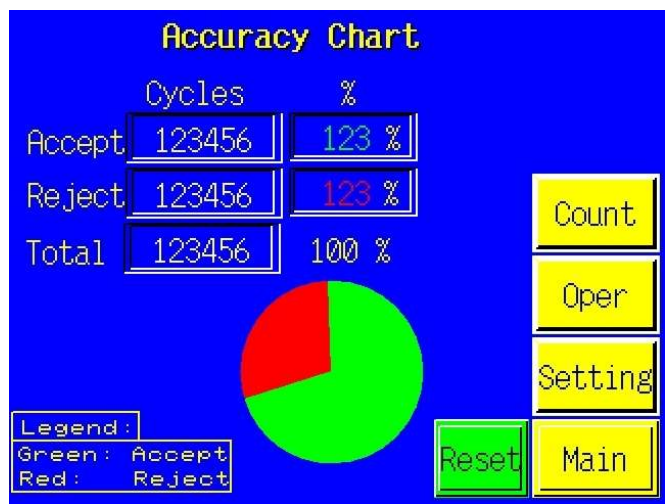 Accuracy Chart
Cycles %
Accept 123456 123 %
Reject 123456 123 %
Total 123456 100 %
Count
Oper
Setting
Legend:
Green: Accept
Red: Reject
Reset
Main